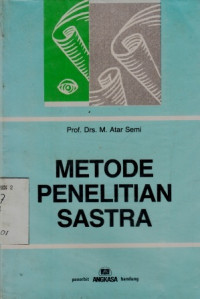 Prof. Drs. M. Atar Semi
METODE
PENELITIAN
SASTRA
penerbit ANGKASA bandung